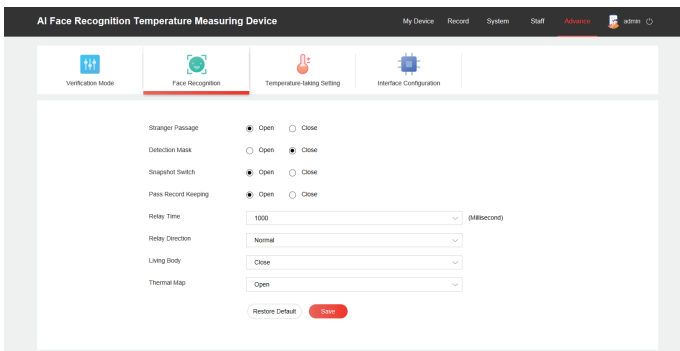 AI Face Recognition Temperature Measuring Device My Device Record System Staff Advance admin
Verification Mode Face Recognition Temperature-taking Setting Interface Configuration
Stranger Passage Open Close
Detection Mask Open Close
Snapshot Switch Open Close
Pass Record Keeping Open Close
Relay Time 1000 (Millisecond)
Relay Direction Normal
Living Body Close
Thermal Map Open
Restore Default Save